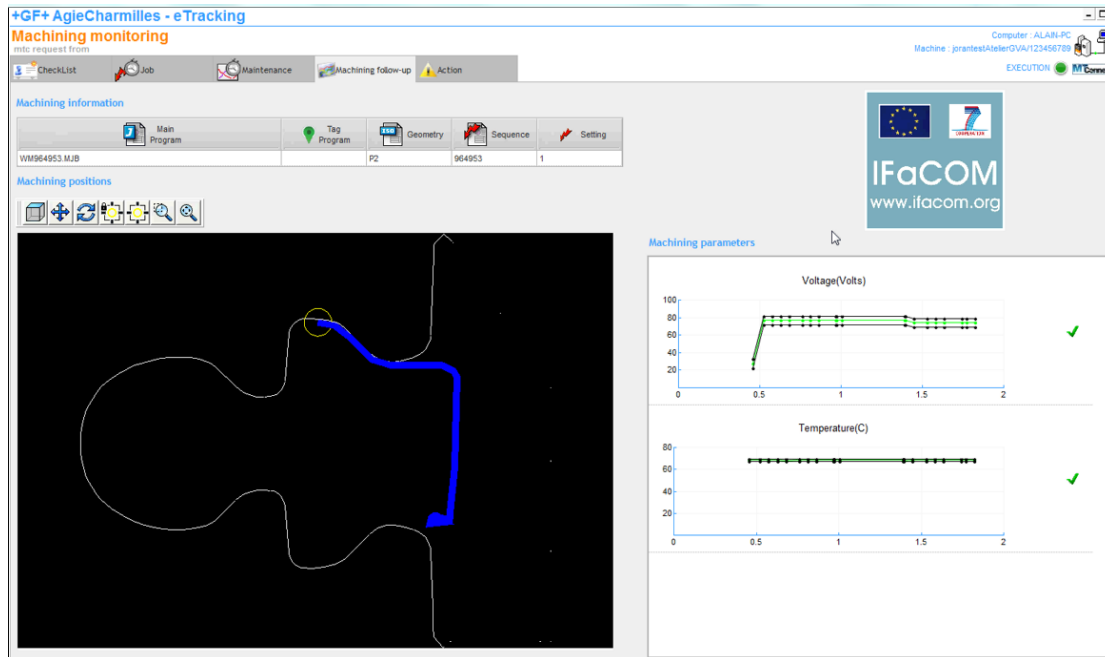 +GF+ AgieCharmilles - eTracking
Machining monitoring
mtc request from
Computer : ALAIN-PC
Machine : jorantestAtelierGVA/123456789
CheckList
Job
Maintenance
Machining follow-up
Action
EXECUTION
MTConne
Machining information
Main
Program
Tag
Program
Geometry
Sequence
Setting
WM964953.MJB
P2
964953
1
7
IFaCOM
www.ifacom.org
Machining positions
Machining parameters
Voltage(Volts)
100
80
60
40
20
0
0.5
1
1.5
2
Temperature(C)
80
60
40
20
0
0.5
1
1.5
2